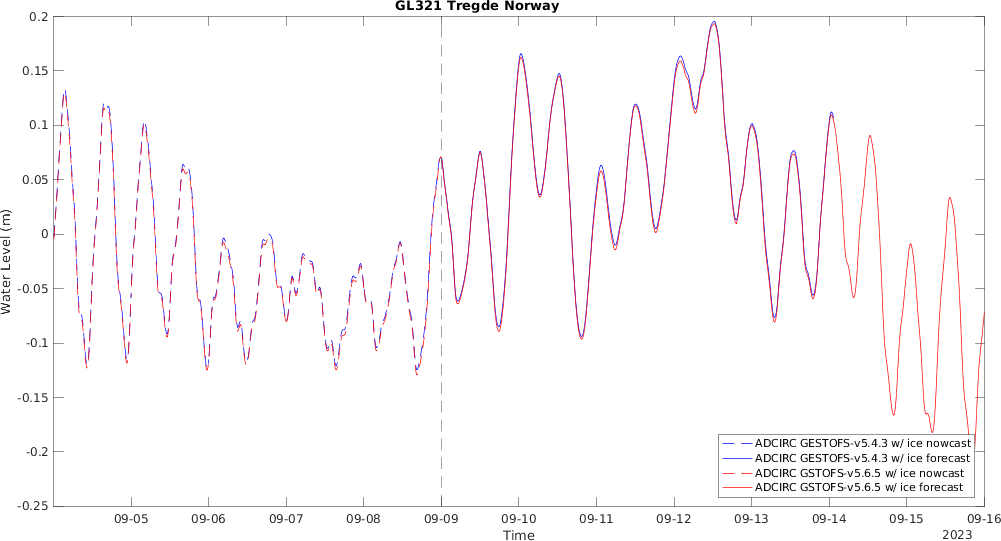 GL321 Tregde Norway
0.2
0.15
0.1
0.05
0
-0.05
-0.1
-0.15
-0.2
-0.25
Water Level (m)
ADCIRC GESTOFS-v5.4.3 w/ ice nowcast
ADCIRC GESTOFS-v5.4.3 w/ ice forecast
ADCIRC GSTOFS-v5.6.5 w/ ice nowcast
ADCIRC GSTOFS-v5.6.5 w/ ice forecast
09-05 09-06 09-07 09-08 09-09 09-10 09-11 09-12 09-13 09-14 09-15 09-16
Time
2023